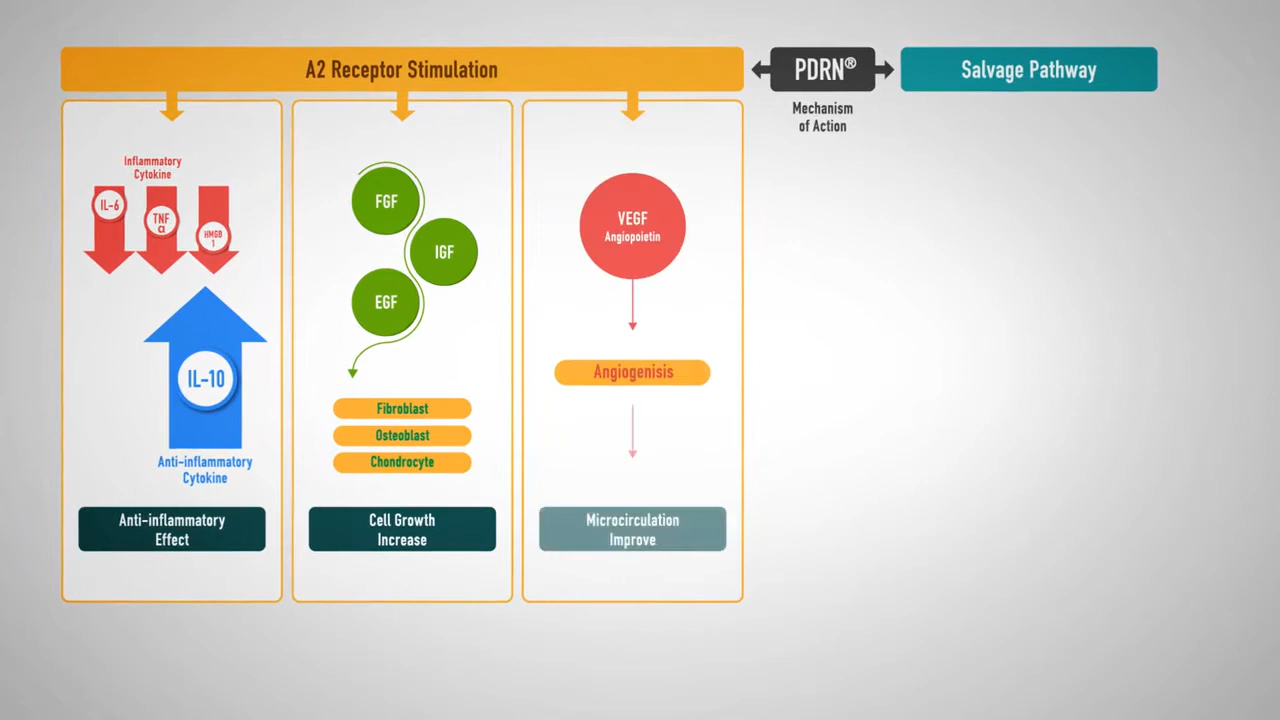 A2 Receptor Stimulation
PDRN®
Salvage Pathway
Mechanism
of Action
Inflammatory
Cytokine
IL-6
TNF
α
HMGB
1
IL-10
Anti-inflammatory
Cytokine
Anti-inflammatory
Effect
FGF
IGF
EGF
Fibroblast
Osteoblast
Chondrocyte
Cell Growth
Increase
VEGF
Angiopoietin
Angiogenisis
Microcirculation
Improve